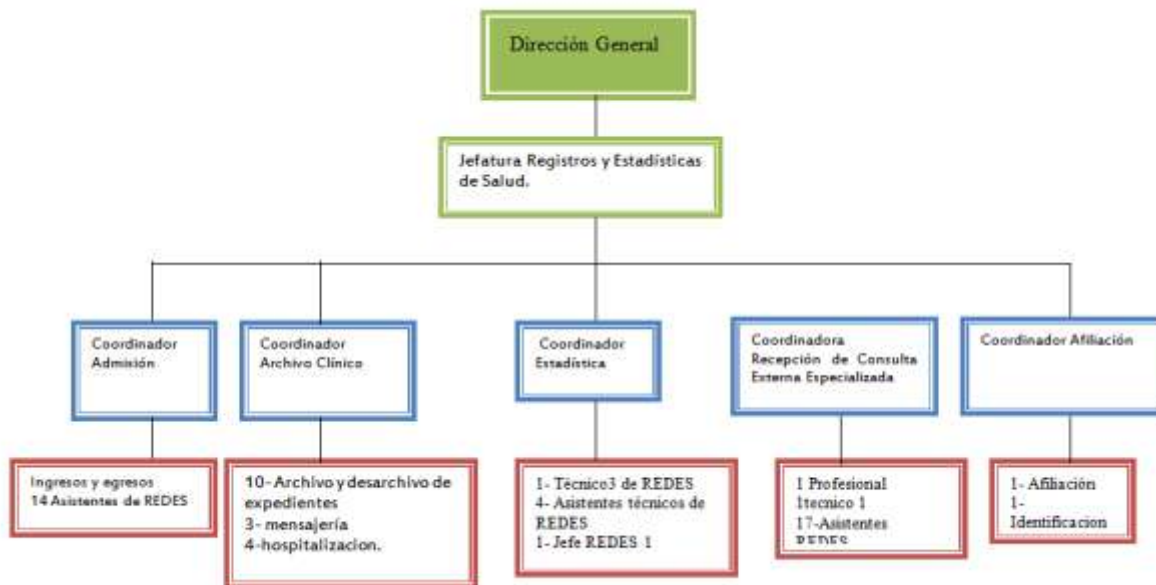 Dirección General
Jefatura Registros y Estadísticas
de Salud.
Coordinador
Admisión
Coordinador
Archivo Clínico
Coordinador
Estadística
Coordinadora
Recepción de Consulta
Externa Especializada
Coordinador Afiliación
Ingresos y egresos
14 Asistentes de REDES
10- Archivo y desarchivo de
expedientes
3- mensajería
4-hospitalizacion.
1- Técnico3 de REDES
4- Asistentes técnicos de
REDES
1- Jefe REDES 1
1 Profesional
1tecnico 1
17-Asistentes
REDES
1- Afiliación
1-
Identificacion